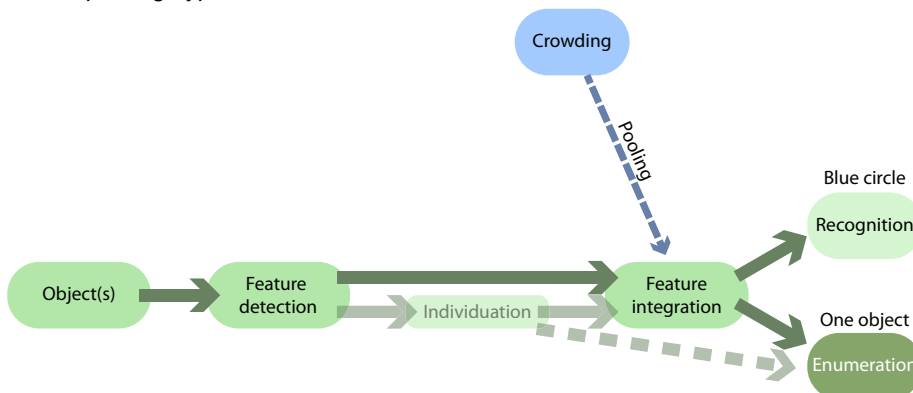 Crowding
Pooling
Blue circle
Recognition
Object(s)
Feature
detection
Individuation
Feature
integration
One object
Enumeration